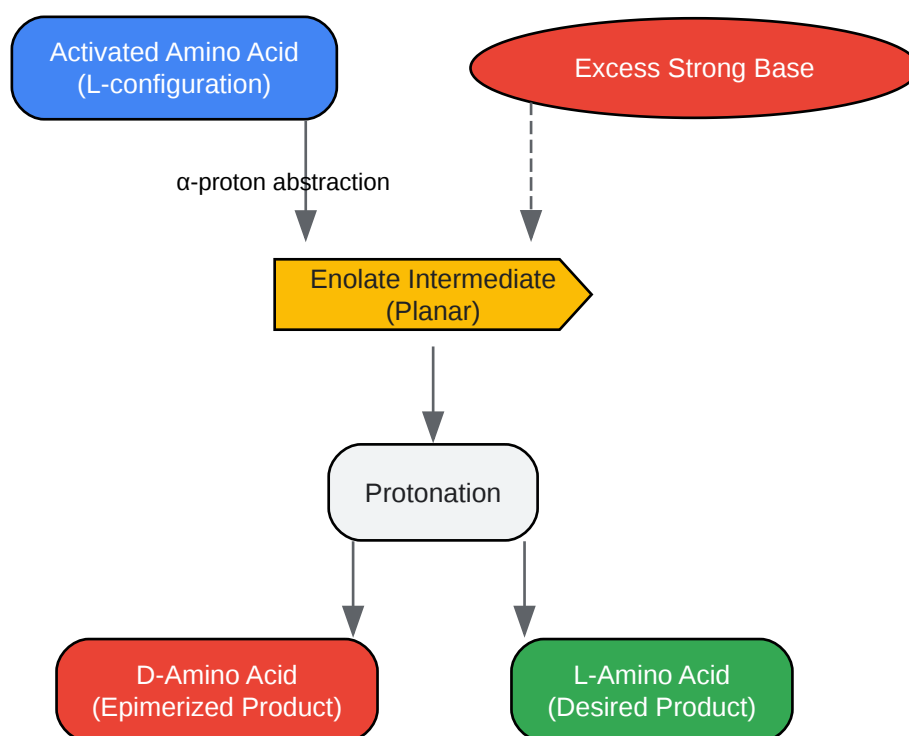 Activated Amino Acid
(L-configuration)
Excess Strong Base
α-proton abstraction
Enolate Intermediate
(Planar)
Protonation
D-Amino Acid
(Epimerized Product)
L-Amino Acid
(Desired Product)